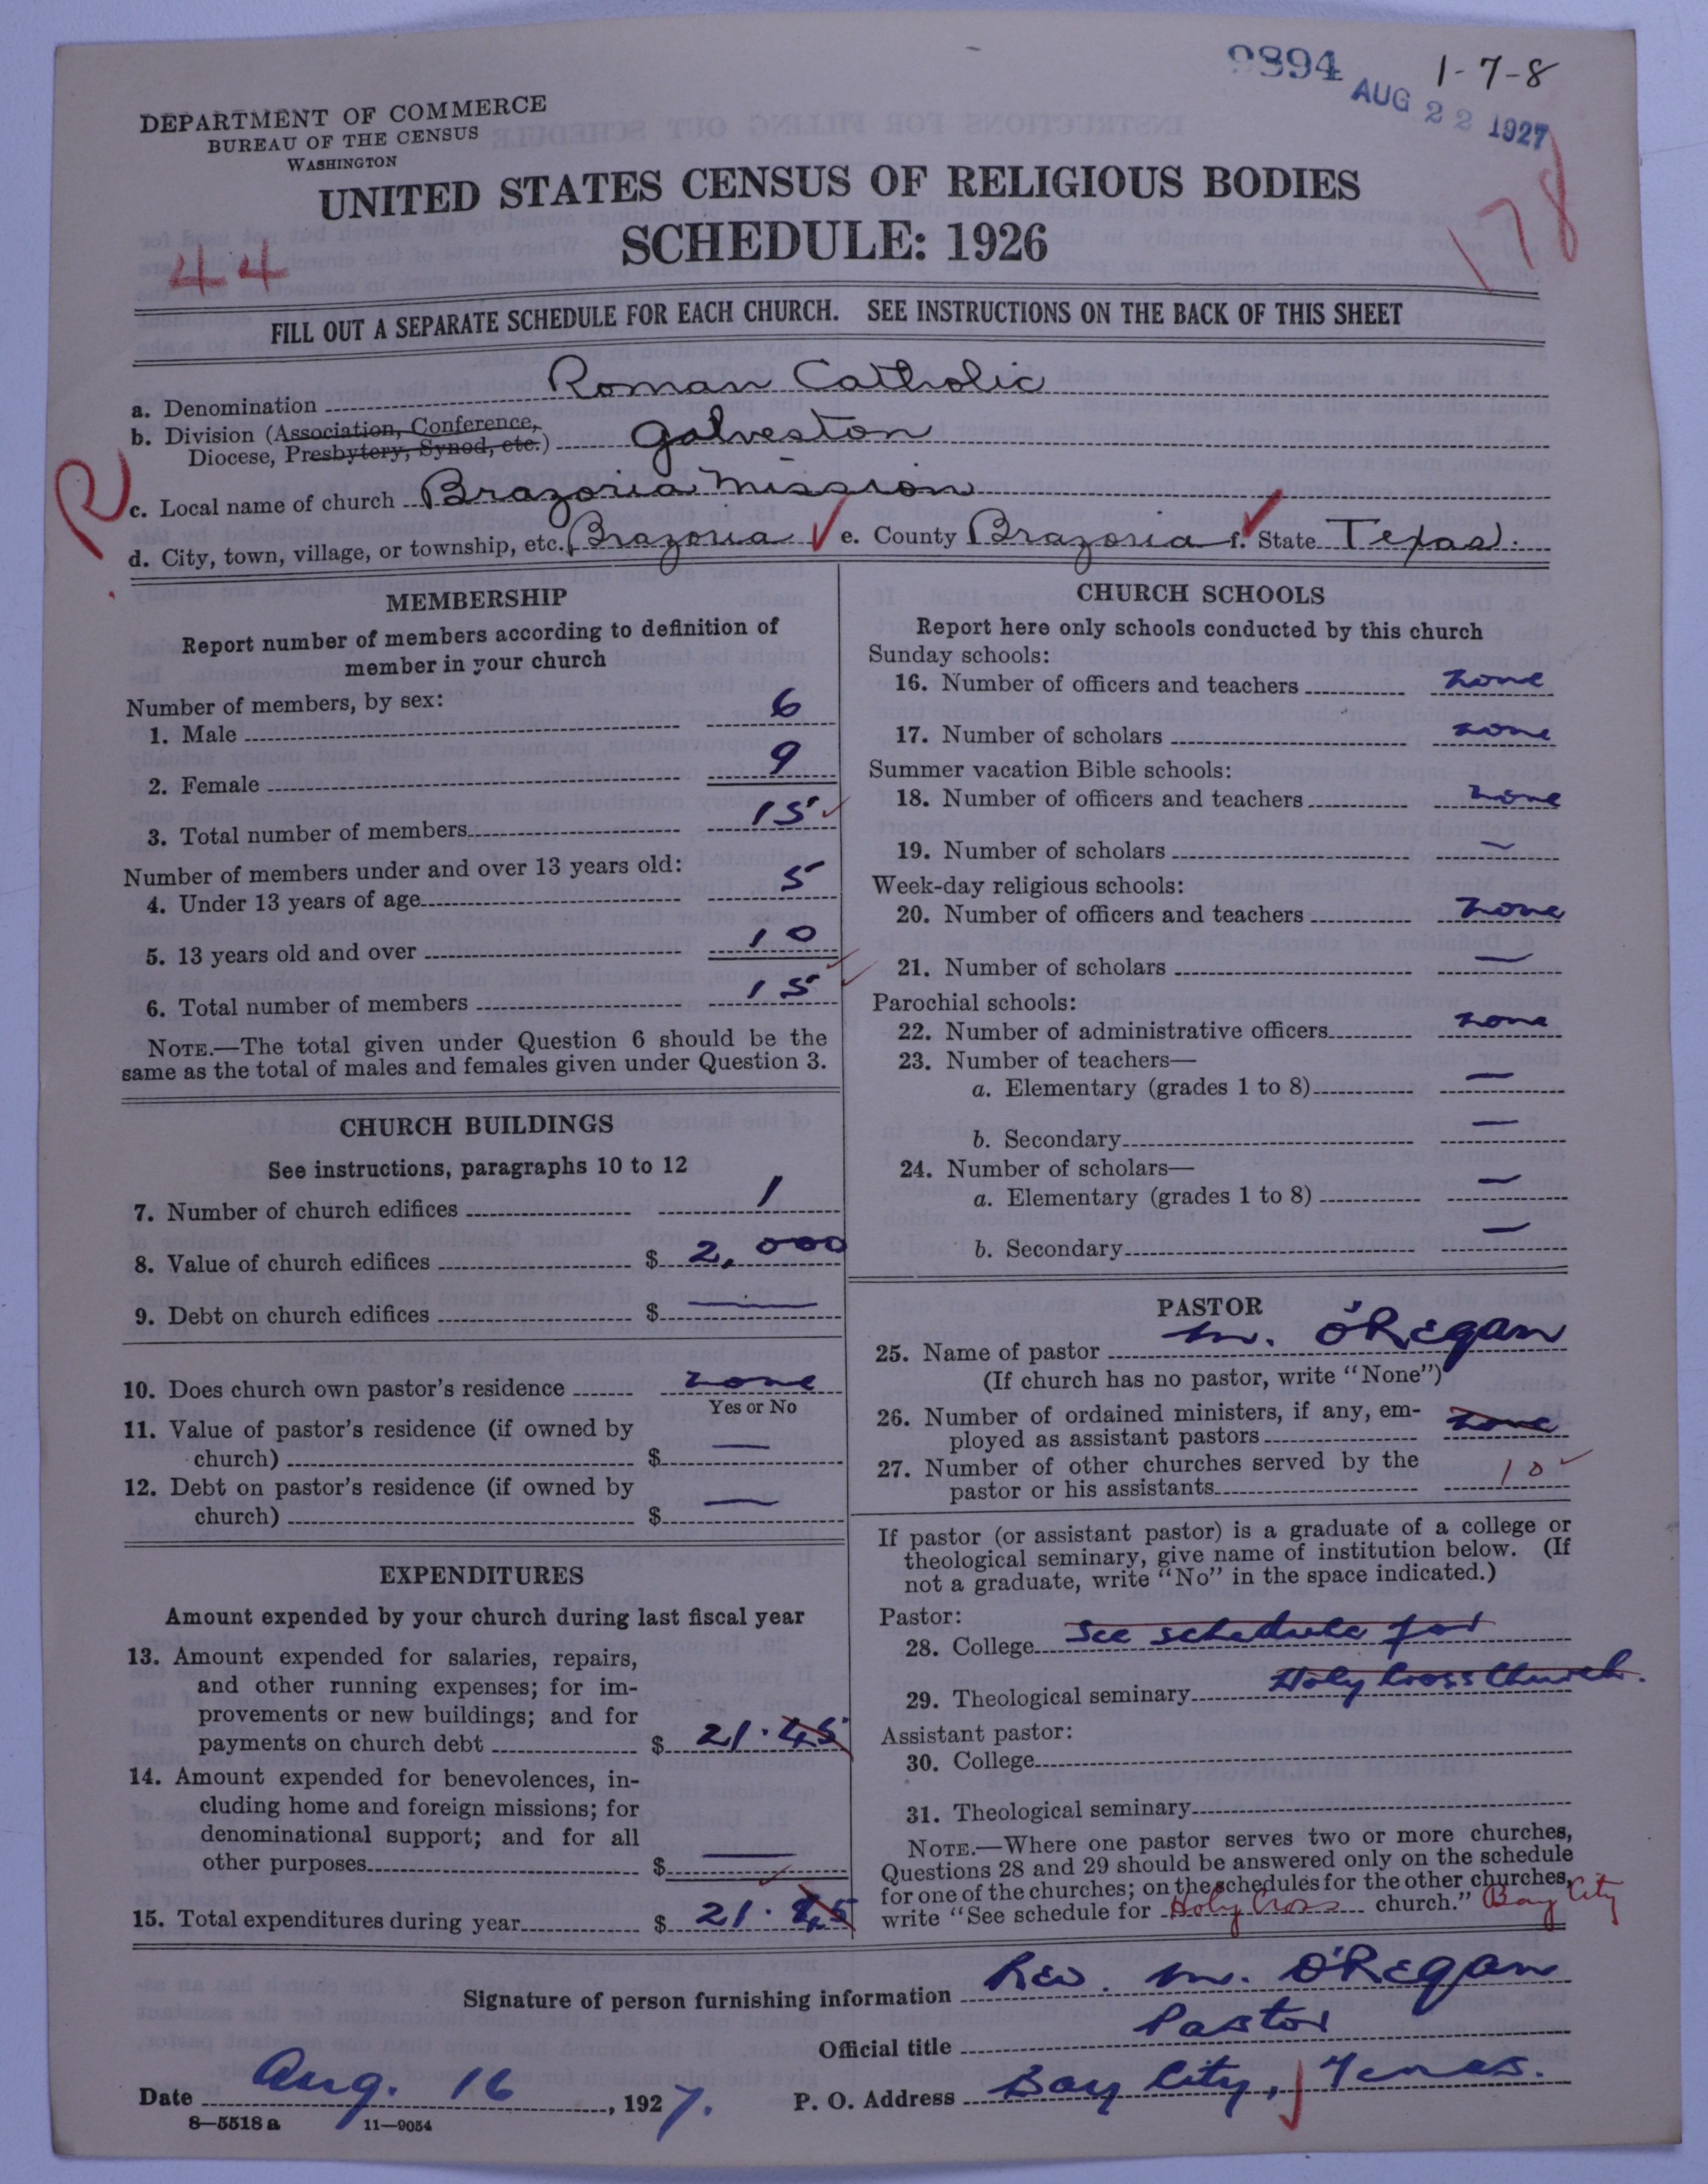 9894 1-7-8
AUG 22 1927
DEPARTMENT OF COMMERCE
BUREAU OF THE CENSUS
WASHINGTON
UNITED STATES CENSUS OF RELIGIOUS BODIES
SCHEDULE: 1926
44
178
FILL OUT A SEPARATE SCHEDULE FOR EACH CHURCH. SEE INSTRUCTIONS ON THE BACK OF THIS SHEET
a. Denomination Roman Catholic
b. Division (Association, Conference,
Diocese, Presbytery, Synod, etc.) Galveston
R
c. Local name of church Brazoria Mission
d. City, town, village, or township, etc. Brazoria e. County Brazoria f. State Texas.
MEMBERSHIP
Report number of members according to definition of
member in your church
Number of members, by sex:
1. Male 6
2. Female 9
3. Total number of members 15
Number of members under and over 13 years old:
4. Under 13 years of age 5
5. 13 years old and over 10
6. Total number of members 15
NOTE.—The total given under Question 6 should be the
same as the total of males and females given under Question 3.
CHURCH BUILDINGS
See instructions, paragraphs 10 to 12
7. Number of church edifices 1
8. Value of church edifices $ 2,000
9. Debt on church edifices $ —
10. Does church own pastor's residence none
Yes or No
11. Value of pastor's residence (if owned by
church) $ —
12. Debt on pastor's residence (if owned by
church) $ —
EXPENDITURES
Amount expended by your church during last fiscal year
13. Amount expended for salaries, repairs,
and other running expenses; for im-
provements or new buildings; and for
payments on church debt $ 21.45
14. Amount expended for benevolences, in-
cluding home and foreign missions; for
denominational support; and for all
other purposes $ —
15. Total expenditures during year $ 21.45
CHURCH SCHOOLS
Report here only schools conducted by this church
Sunday schools:
16. Number of officers and teachers none
17. Number of scholars none
Summer vacation Bible schools:
18. Number of officers and teachers none
19. Number of scholars —
Week-day religious schools:
20. Number of officers and teachers none
21. Number of scholars —
Parochial schools:
22. Number of administrative officers none
23. Number of teachers—
a. Elementary (grades 1 to 8) —
b. Secondary —
24. Number of scholars—
a. Elementary (grades 1 to 8) —
b. Secondary —
PASTOR
25. Name of pastor M. O'Regan
(If church has no pastor, write "None")
26. Number of ordained ministers, if any, em-
ployed as assistant pastors none
27. Number of other churches served by the
pastor or his assistants 10
If pastor (or assistant pastor) is a graduate of a college or
theological seminary, give name of institution below. (If
not a graduate, write "No" in the space indicated.)
Pastor:
28. College See schedule for
29. Theological seminary Holy Cross Church.
Assistant pastor:
30. College
31. Theological seminary
NOTE.—Where one pastor serves two or more churches,
Questions 28 and 29 should be answered only on the schedule
for one of the churches; on the schedules for the other churches,
write "See schedule for Holy Cross church." Bay City
Signature of person furnishing information Rev. M. O'Regan
Official title Pastor
Date Aug. 16, 1927. P. O. Address Bay City, Texas.
8—5518 a 11—9054